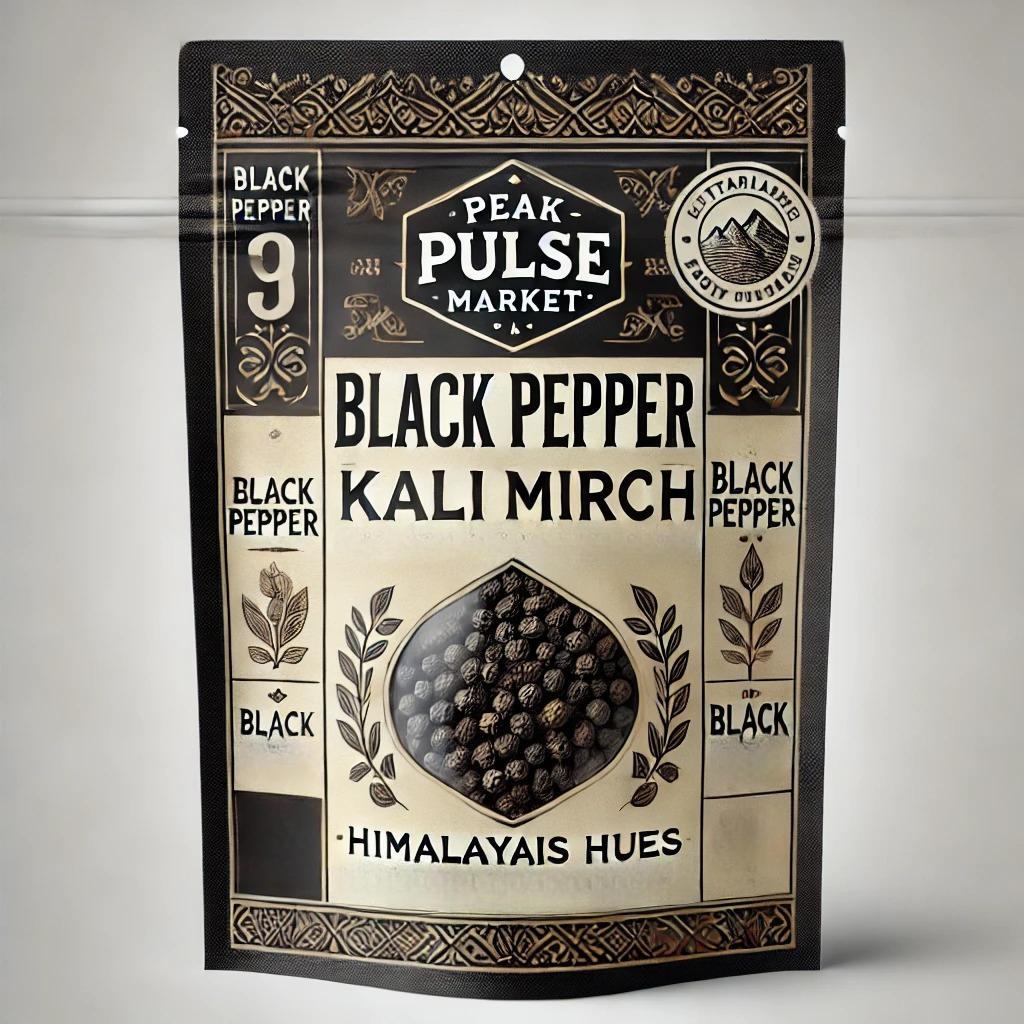 BLACK
PEPPER
9
PEAK
PULSE
MARKET
BLACK PEPPER
KALI MIRCH
BLACK
PEPPER
BLACK
PEPPER
BLACK
BLACK
HIMALAYAIS HUES